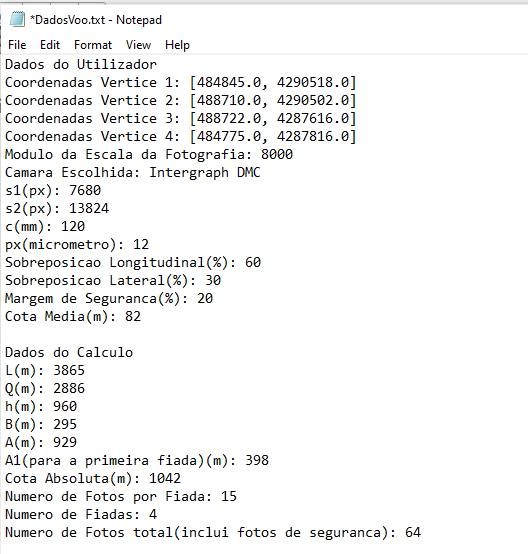 *DadosVoo.txt - Notepad
File Edit Format View Help
Dados do Utilizador
Coordenadas Vertice 1: [484845.0, 4290518.0]
Coordenadas Vertice 2: [488710.0, 4290502.0]
Coordenadas Vertice 3: [488722.0, 4287616.0]
Coordenadas Vertice 4: [484775.0, 4287816.0]
Modulo da Escala da Fotografia: 8000
Camara Escolhida: Intergraph DMC
s1(px): 7680
s2(px): 13824
c(mm): 120
px(micrometro): 12
Sobreposicao Longitudinal(%): 60
Sobreposicao Lateral(%): 30
Margem de Seguranca(%): 20
Cota Media(m): 82
Dados do Calculo
L(m): 3865
Q(m): 2886
h(m): 960
B(m): 295
A(m): 929
A1(para a primeira fiada)(m): 398
Cota Absoluta(m): 1042
Numero de Fotos por Fiada: 15
Numero de Fiadas: 4
Numero de Fotos total(inclui fotos de seguranca): 64